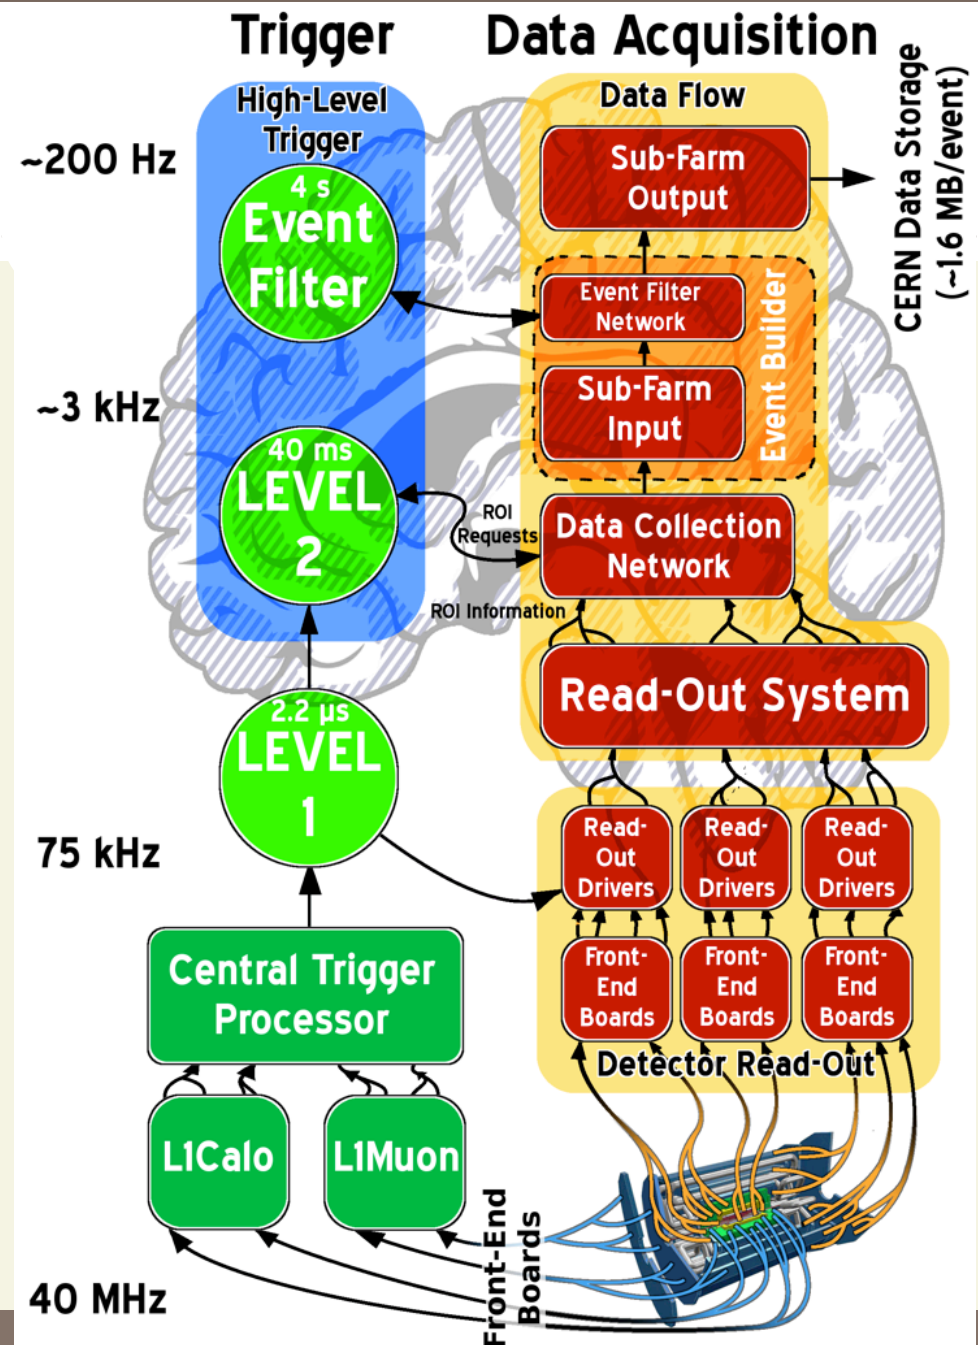 Trigger
Data Acquisition
High-Level
Trigger
~200 Hz
4 s
Event
Filter
~3 kHz
40 ms
LEVEL
2
2.2 µs
LEVEL
1
75 kHz
Central Trigger
Processor
L1Calo
L1Muon
40 MHz
Front-End
Boards
Data Flow
Sub-Farm
Output
CERN Data Storage
(~1.6 MB/event)
Event Filter
Network
Sub-Farm
Input
Event Builder
ROI
Requests
Data Collection
Network
ROI Information
Read-Out System
Read-
Out
Drivers
Read-
Out
Drivers
Read-
Out
Drivers
Front-
End
Boards
Front-
End
Boards
Front-
End
Boards
Detector Read-Out